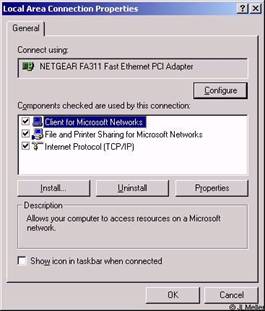 Local Area Connection Properties
General
Connect using:
NETGEAR FA311 Fast Ethernet PCI Adapter
Configure
Components checked are used by this connection:
Client for Microsoft Networks
File and Printer Sharing for Microsoft Networks
Internet Protocol (TCP/IP)
Install...
Uninstall
Properties
Description
Allows your computer to access resources on a Microsoft
network.
Show icon in taskbar when connected
OK
Cancel